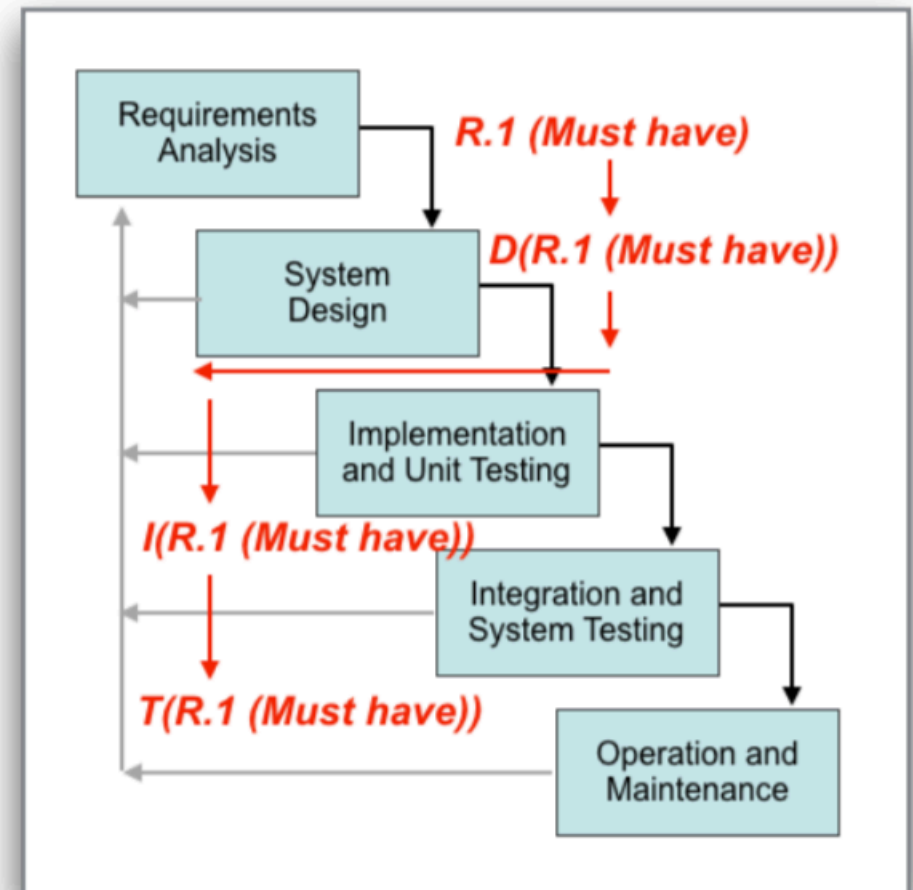 Requirements
Analysis
R.1 (Must have)
System
Design
D(R.1 (Must have))
Implementation
and Unit Testing
I(R.1 (Must have))
Integration and
System Testing
T(R.1 (Must have))
Operation and
Maintenance